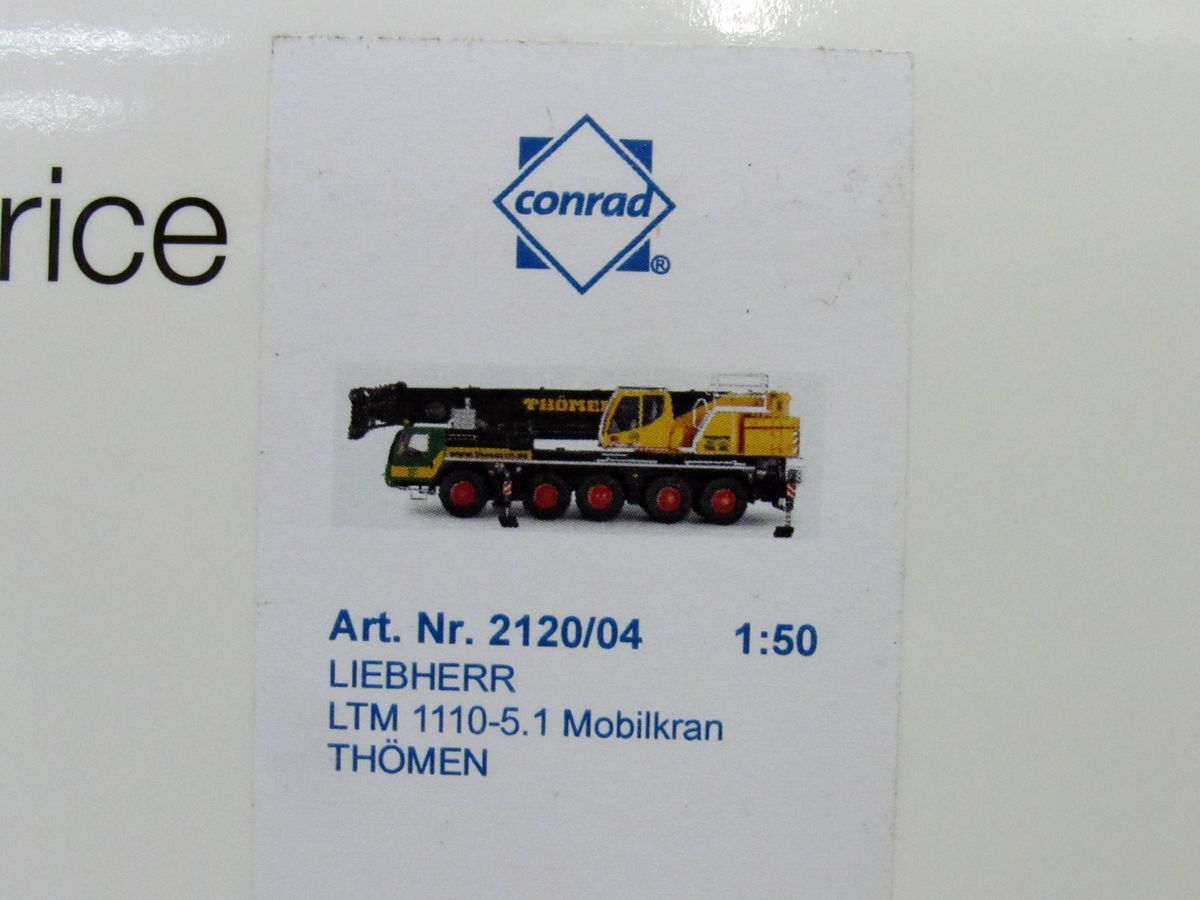 rice
conrad
®
THÖMEN
Art. Nr. 2120/04 1:50
LIEBHERR
LTM 1110-5.1 Mobilkran
THÖMEN